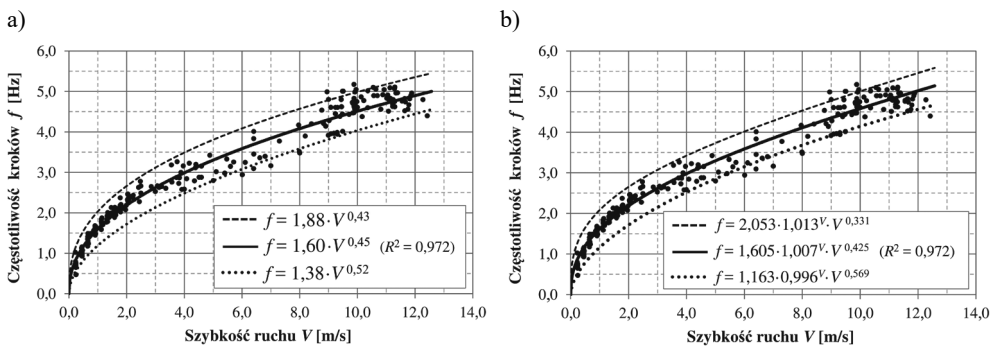 a)
6,0
5,0
4,0
3,0
2,0
1,0
0,0
Częstotliwość kroków f [Hz]
f = 1,88·V^0,43
f = 1,60·V^0,45 (R² = 0,972)
f = 1,38·V^0,52
0,0 2,0 4,0 6,0 8,0 10,0 12,0 14,0
Szybkość ruchu V [m/s]
b)
6,0
5,0
4,0
3,0
2,0
1,0
0,0
Częstotliwość kroków f [Hz]
f = 2,053·1,013^V·V^0,331
f = 1,605·1,007^V·V^0,425 (R² = 0,972)
f = 1,163·0,996^V·V^0,569
0,0 2,0 4,0 6,0 8,0 10,0 12,0 14,0
Szybkość ruchu V [m/s]